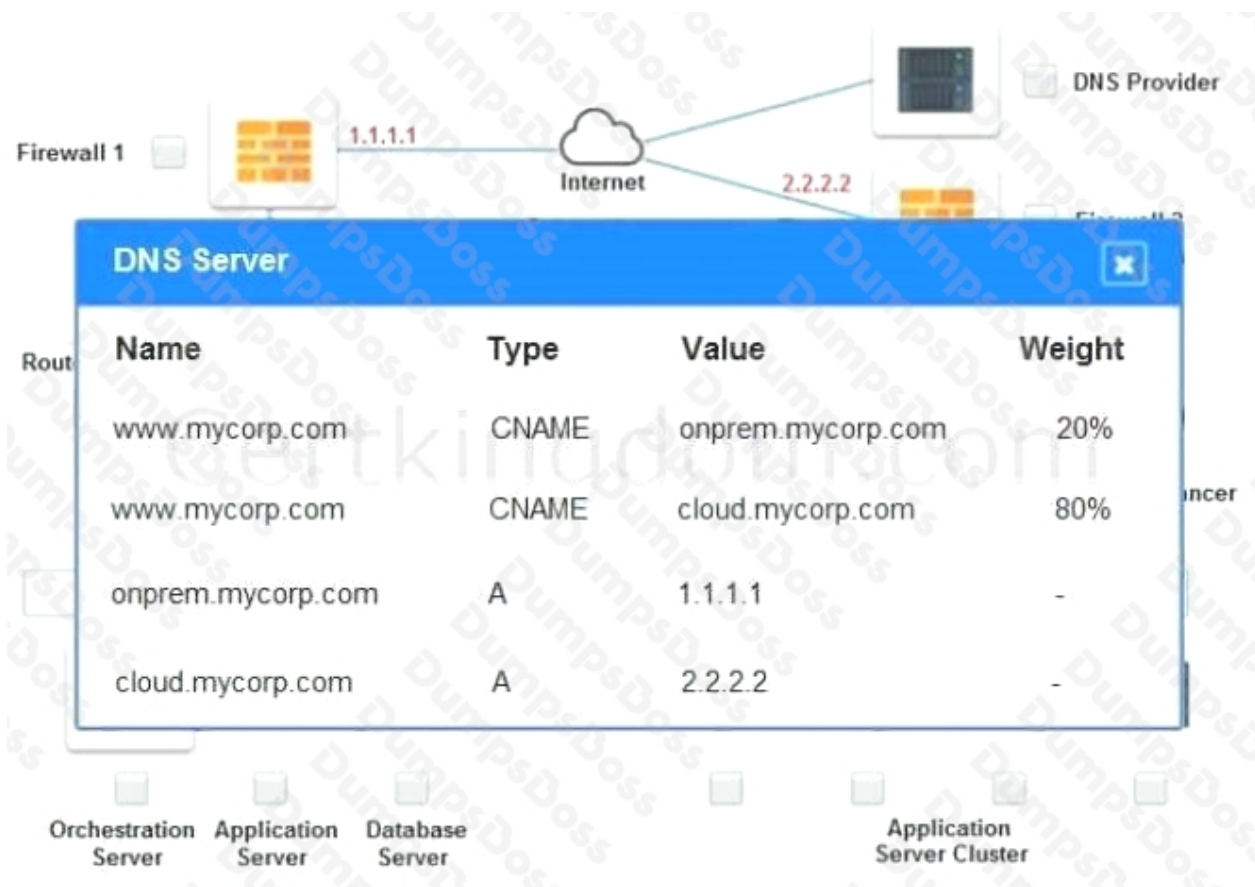 DNS Provider
Firewall 1
1.1.1.1
Internet
2.2.2.2
DNS Server
Name Type Value Weight
www.mycorp.com CNAME onprem.mycorp.com 20%
www.mycorp.com CNAME cloud.mycorp.com 80%
onprem.mycorp.com A 1.1.1.1 -
cloud.mycorp.com A 2.2.2.2 -
Orchestration Server
Application Server
Database Server
Application Server Cluster
DumpsDoss